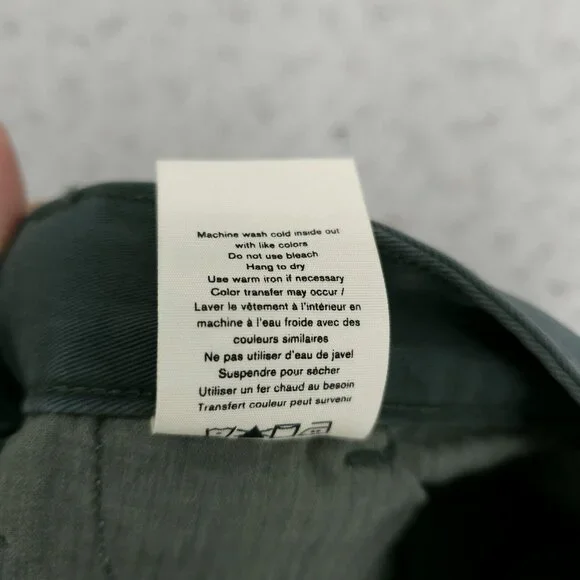 Machine wash cold inside out
with like colors
Do not use bleach
Hang to dry
Use warm iron if necessary
Color transfer may occur /
Laver le vêtement à l'intérieur en
machine à l'eau froide avec des
couleurs similaires
Ne pas utiliser d'eau de javel
Suspendre pour sécher
Utiliser un fer chaud au besoin
Transfert couleur peut survenir